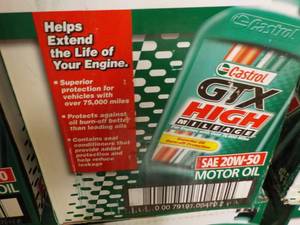 Helps
Extend
the Life of
Your Engine.
• Superior
protection for
vehicles with
over 75,000 miles
• Protects against
oil burn-off better
than leading oils
• Contains seal
conditioners that
provide added
protection and
help reduce
leakage
Castrol
Castrol
GTX
HIGH
MILEAGE
SAE 20W-50
MOTOR OIL
OIL